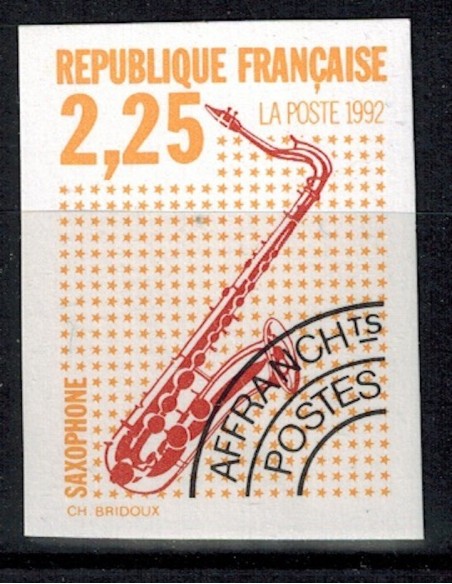 REPUBLIQUE FRANÇAISE
2,25
LA POSTE 1992
SAXOPHONE
AFFRANCHTS
POSTES
CH. BRIDOUX